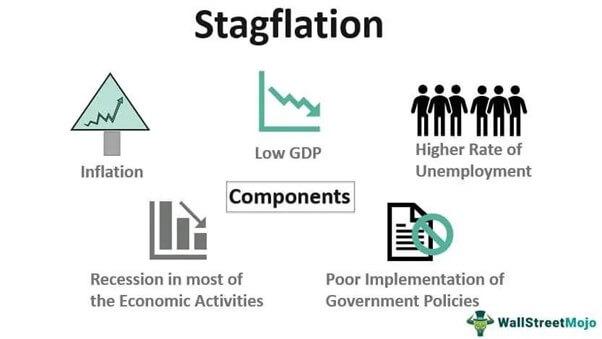 Stagflation
Inflation
Low GDP
Higher Rate of
Unemployment
Components
Recession in most of
the Economic Activities
Poor Implementation of
Government Policies
WallStreetMojo